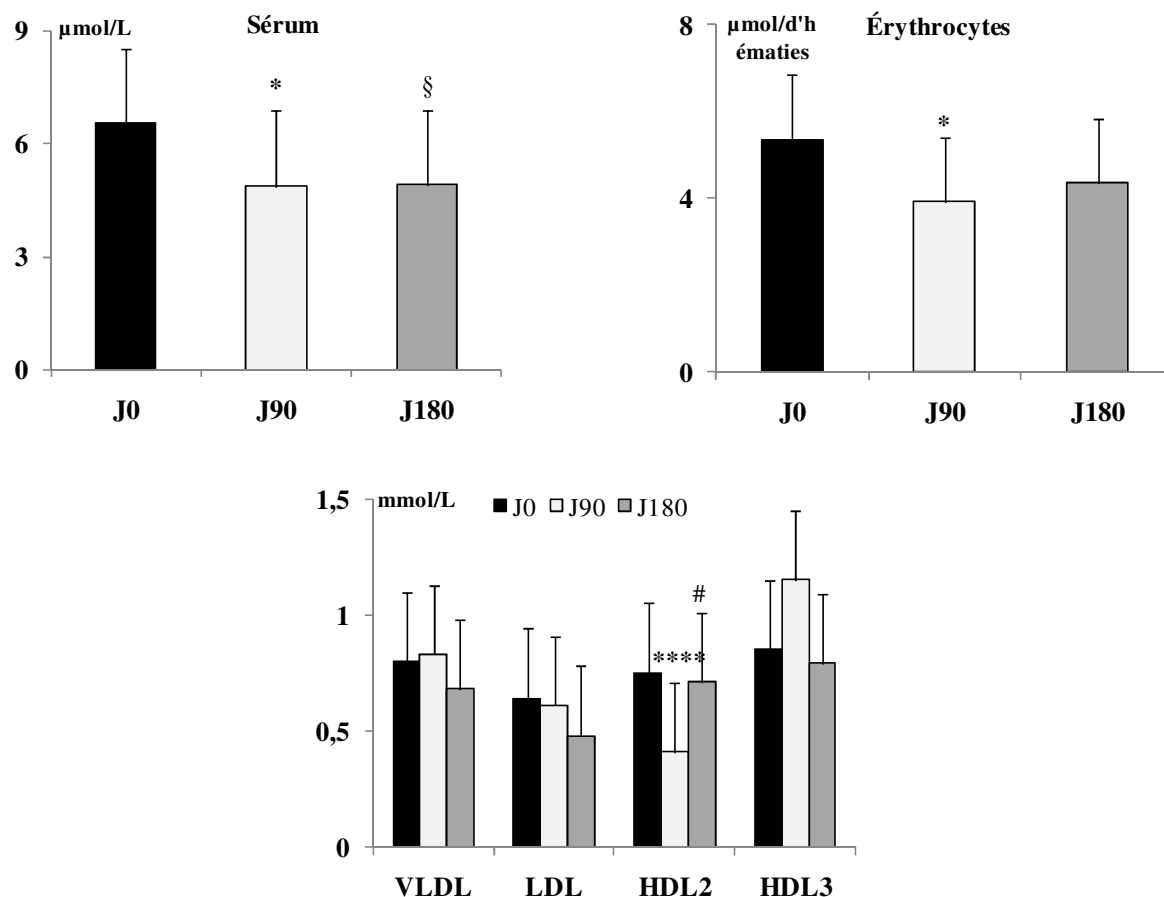 Sérum
µmol/L
9
6
3
0
*
§
J0 J90 J180
Érythrocytes
µmol/d'h
ématies
8
4
0
*
J0 J90 J180
mmol/L
J0 J90 J180
1,5
1
0,5
0
****
#
VLDL LDL HDL2 HDL3